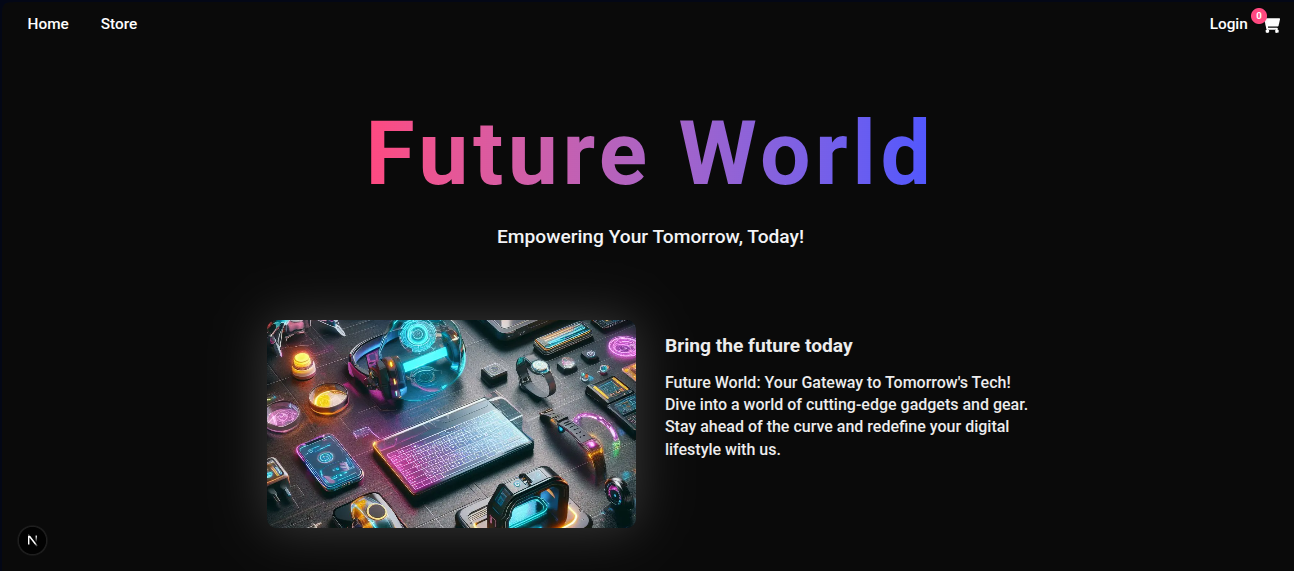 Home Store Login 0
Future World
Empowering Your Tomorrow, Today!
Bring the future today
Future World: Your Gateway to Tomorrow's Tech!
Dive into a world of cutting-edge gadgets and gear.
Stay ahead of the curve and redefine your digital
lifestyle with us.
N